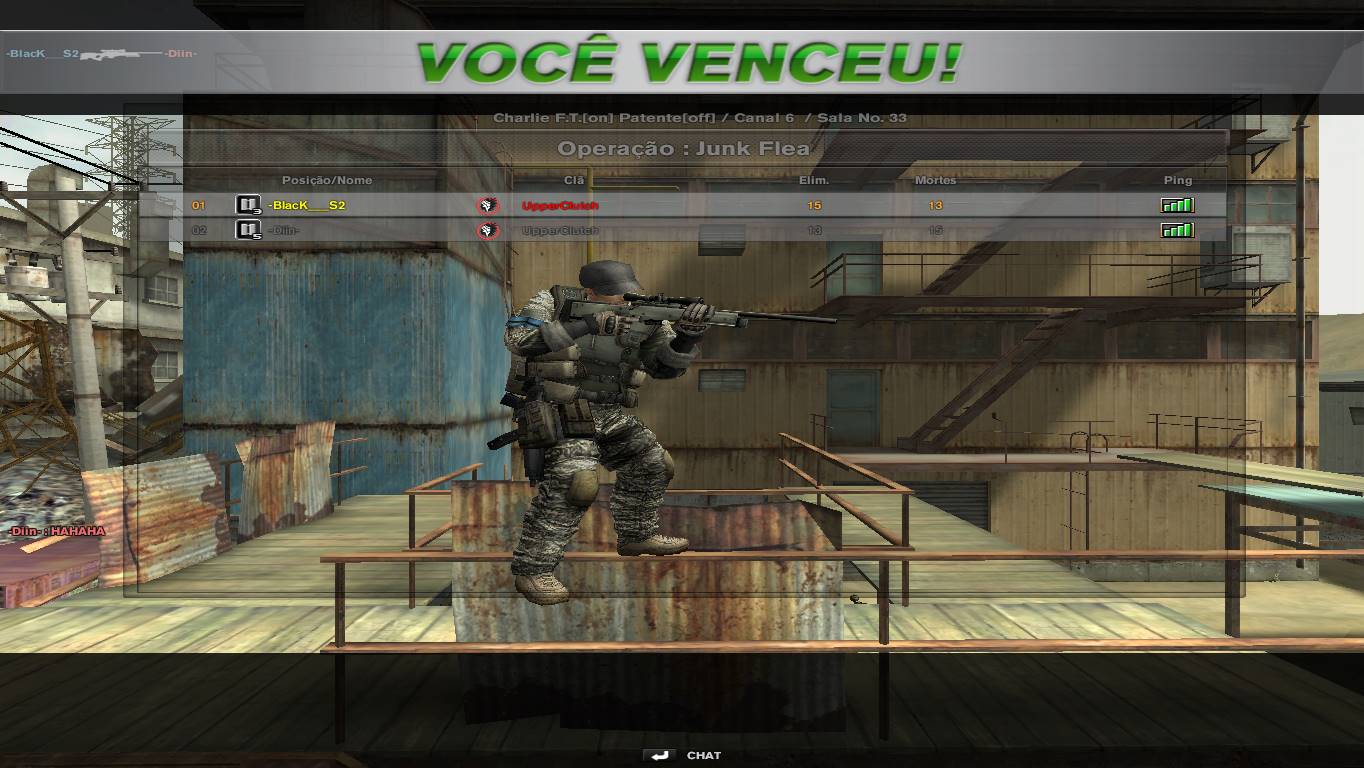 VOCÊ VENCEU!
-BlacK___S2 -Diin-
Charlie F.T.[on] Patente[off] / Canal 6 / Sala No. 33
Operação : Junk Flea
Posição/Nome Clã Elim. Mortes Ping
01 -BlacK___S2 UpperClutch 15 13
02 -Diin- UpperClutch 13 15
-Diin- : HAHAHA
CHAT